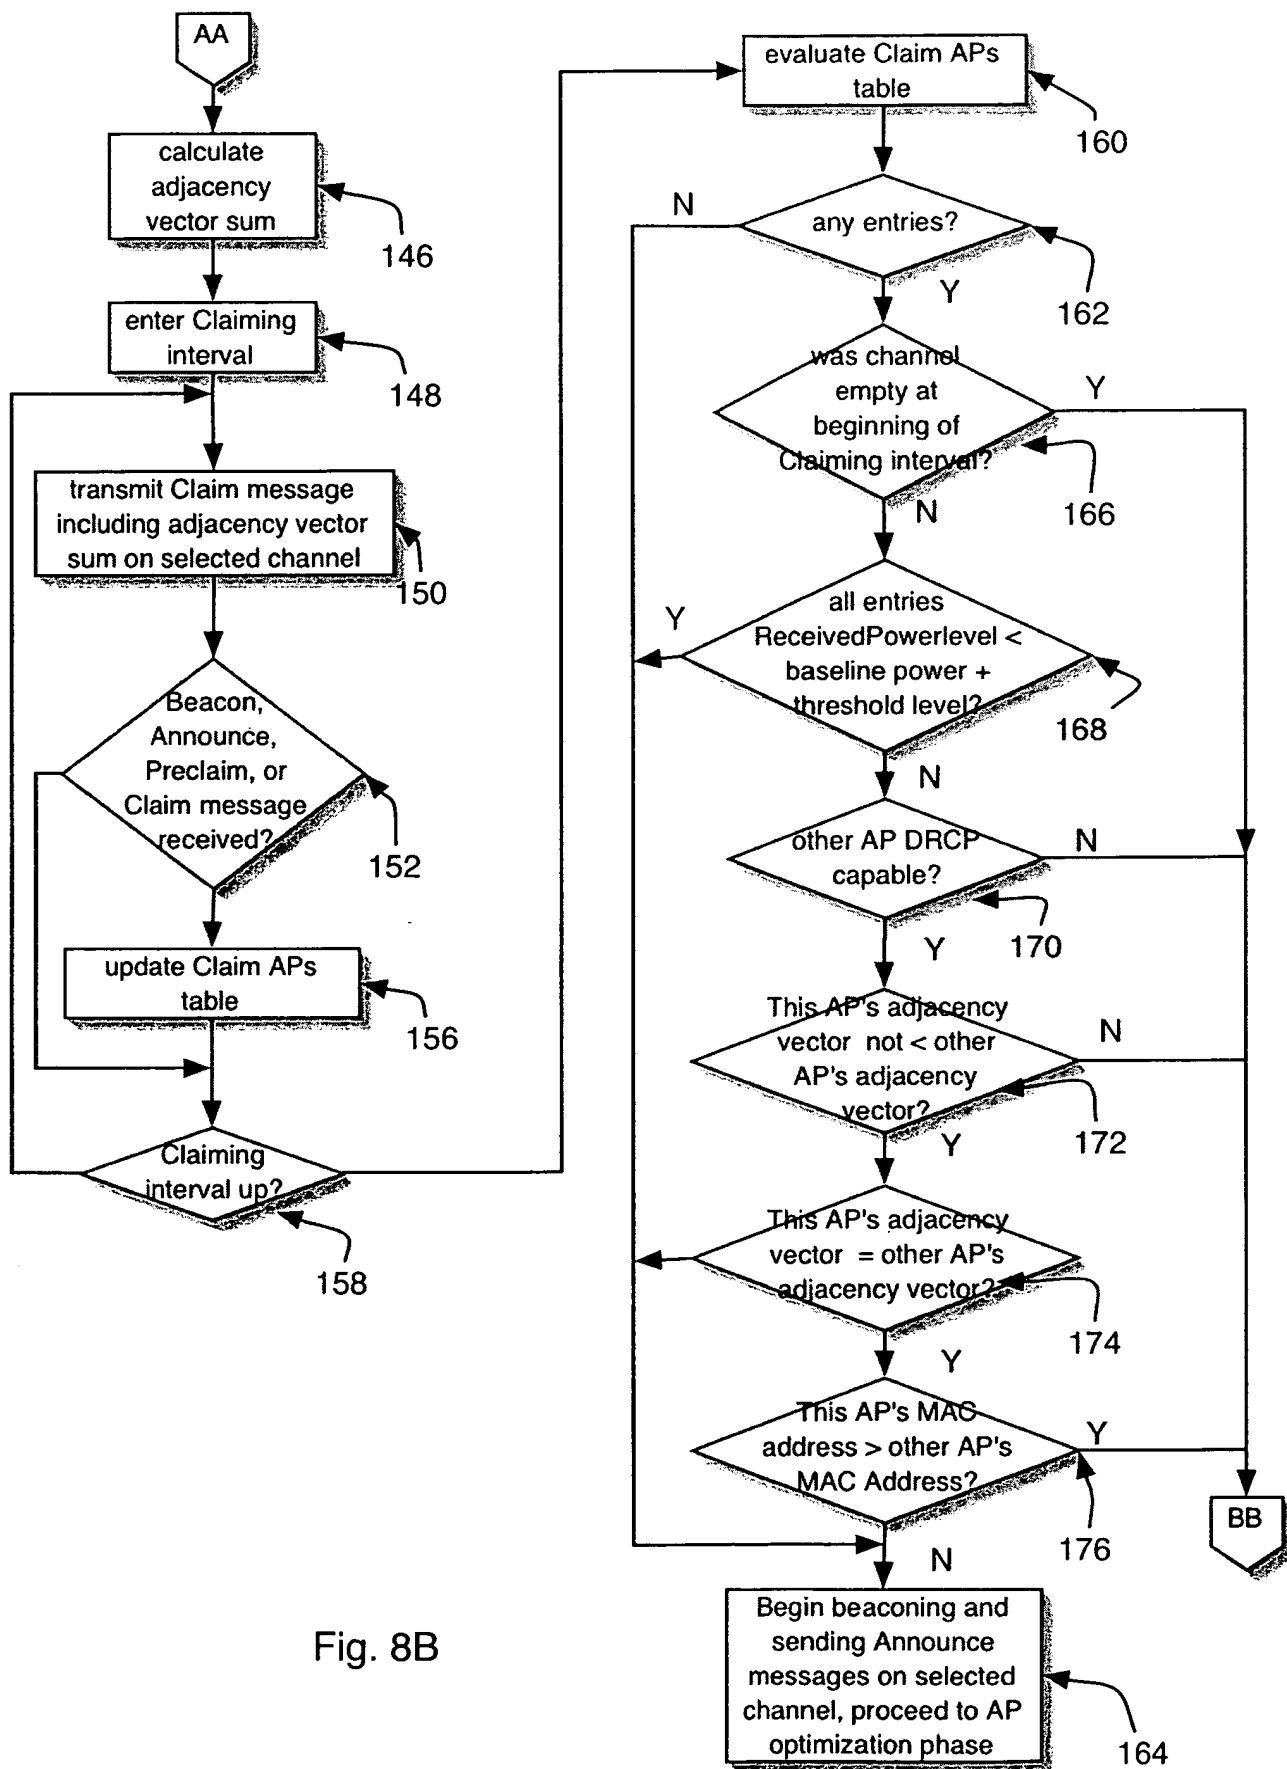 AA
calculate
adjacency
vector sum
146
enter Claiming
interval
148
transmit Claim message
including adjacency vector
sum on selected channel
150
Beacon,
Announce,
Preclaim, or
Claim message
received?
152
update Claim APs
table
156
Claiming
interval up?
158
evaluate Claim APs
table
160
any entries?
N
Y
162
was channel
empty at
beginning of
Claiming interval?
Y
N
166
all entries
ReceivedPowerlevel <
baseline power +
threshold level?
Y
N
168
other AP DRCP
capable?
N
Y
170
This AP's adjacency
vector not < other
AP's adjacency
vector?
N
Y
172
This AP's adjacency
vector = other AP's
adjacency vector?
Y
174
This AP's MAC
address > other AP's
MAC Address?
Y
N
176
BB
Begin beaconing and
sending Announce
messages on selected
channel, proceed to AP
optimization phase
164
Fig. 8B